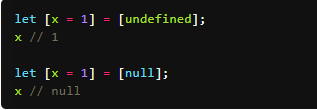 let [x = 1] = [undefined];
x // 1
let [x = 1] = [null];
x // null